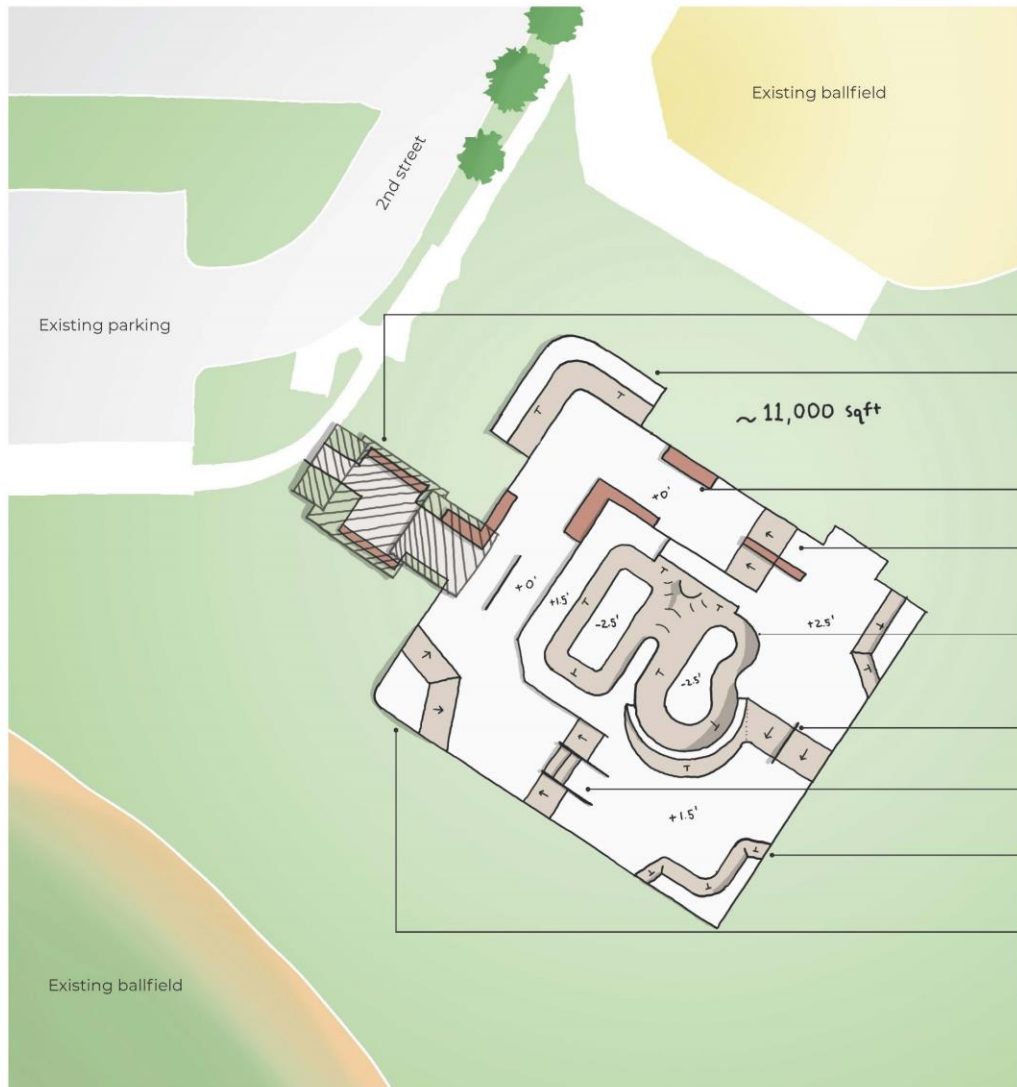 Existing ballfield
2nd street
Existing parking
~ 11,000 sqft
+0'
+0'
+1.5'
-2.5'
+2.5'
-2.5'
+1.5'
Existing ballfield